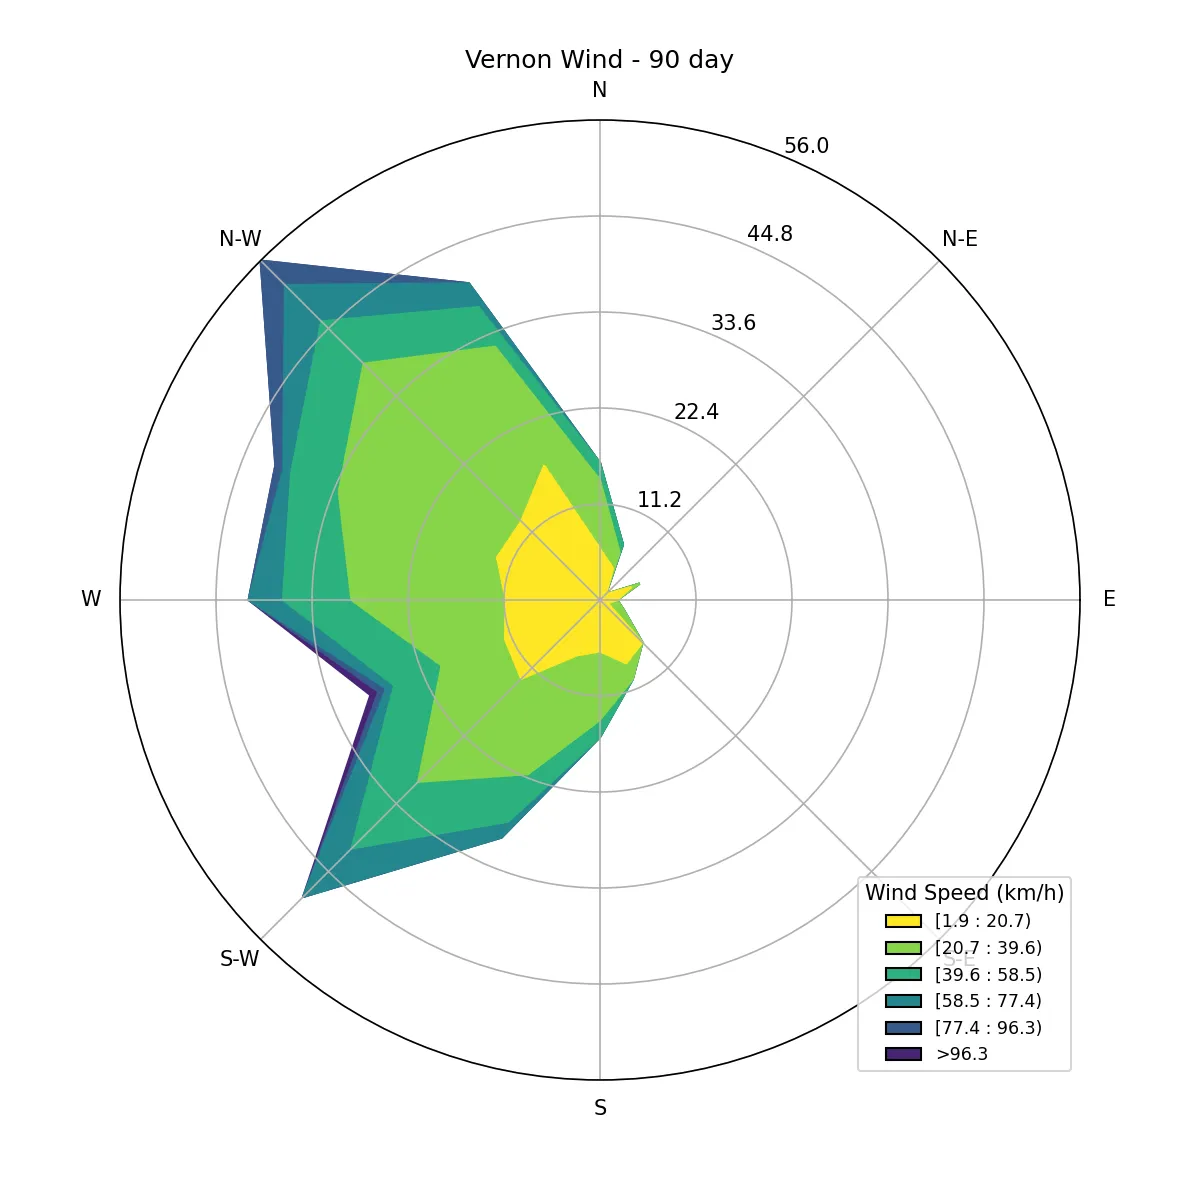 Vernon Wind - 90 day
N
56.0
44.8
N-W
N-E
33.6
22.4
11.2
W
E
S-W
S-E
S
Wind Speed (km/h)
[1.9 : 20.7)
[20.7 : 39.6)
[39.6 : 58.5)
[58.5 : 77.4)
[77.4 : 96.3)
>96.3